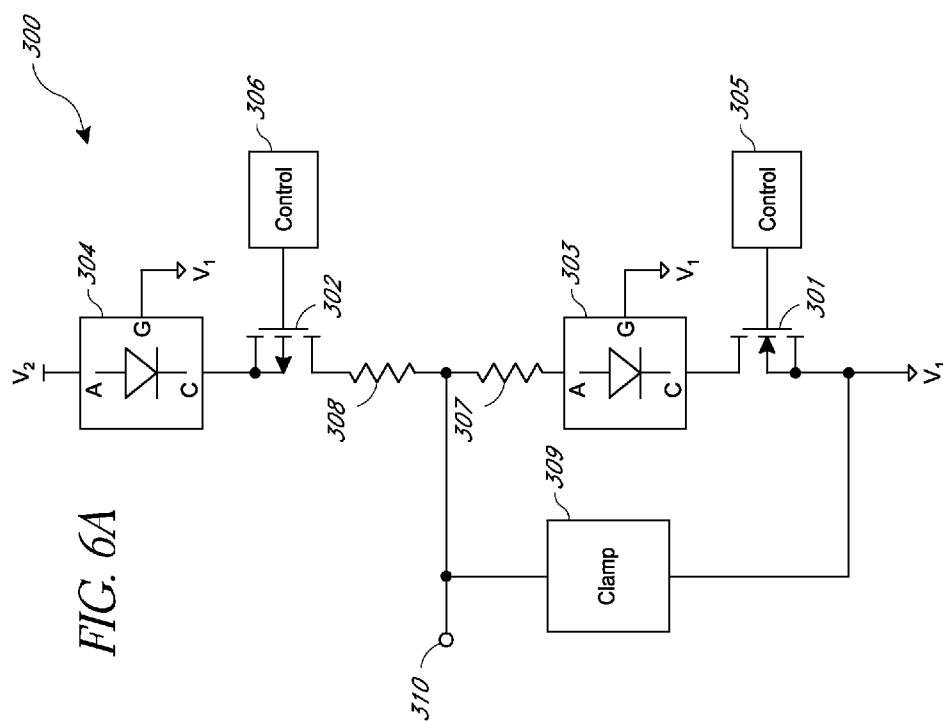 FIG. 6A
300
V₂
304
A
G
C
V₁
306
Control
302
308
310
307
303
A
G
C
V₁
305
Control
301
309
Clamp
V₁